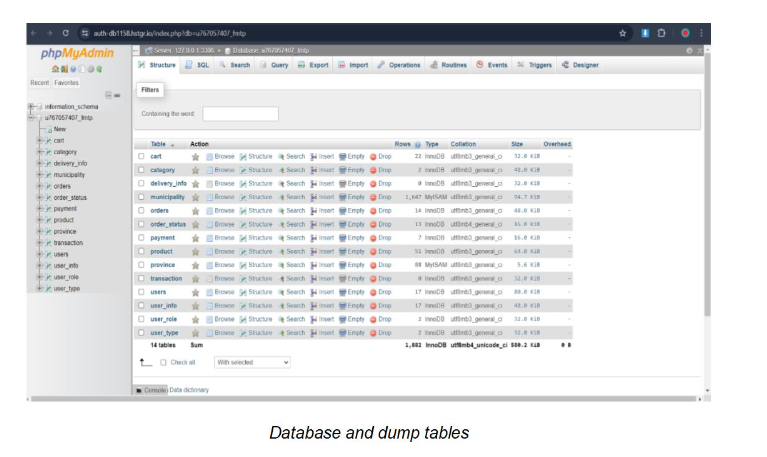 auth-db1158.hstgr.io/index.php?db=u767057407_fmtp
phpMyAdmin
Recent Favorites
information_schema
u767057407_fmtp
New
cart
category
delivery_info
municipality
orders
order_status
payment
product
province
transaction
users
user_info
user_role
user_type
Server: 127.0.0.1:3306 » Database: u767057407_fmtp
Structure SQL Search Query Export Import Operations Routines Events Triggers Designer
Filters
Containing the word:
Table Action Rows Type Collation Size Overhead
cart Browse Structure Search Insert Empty Drop 22 InnoDB utf8mb3_general_ci 32.0 KiB -
category Browse Structure Search Insert Empty Drop 2 InnoDB utf8mb3_general_ci 48.0 KiB -
delivery_info Browse Structure Search Insert Empty Drop 0 InnoDB utf8mb3_general_ci 32.0 KiB -
municipality Browse Structure Search Insert Empty Drop 1,647 MyISAM utf8mb3_general_ci 94.7 KiB -
orders Browse Structure Search Insert Empty Drop 14 InnoDB utf8mb3_general_ci 48.0 KiB -
order_status Browse Structure Search Insert Empty Drop 13 InnoDB utf8mb4_general_ci 16.0 KiB -
payment Browse Structure Search Insert Empty Drop 7 InnoDB utf8mb3_general_ci 16.0 KiB -
product Browse Structure Search Insert Empty Drop 51 InnoDB utf8mb3_general_ci 64.0 KiB -
province Browse Structure Search Insert Empty Drop 88 MyISAM utf8mb3_general_ci 5.6 KiB -
transaction Browse Structure Search Insert Empty Drop 0 InnoDB utf8mb3_general_ci 32.0 KiB -
users Browse Structure Search Insert Empty Drop 17 InnoDB utf8mb3_general_ci 80.0 KiB -
user_info Browse Structure Search Insert Empty Drop 17 InnoDB utf8mb3_general_ci 48.0 KiB -
user_role Browse Structure Search Insert Empty Drop 2 InnoDB utf8mb3_general_ci 32.0 KiB -
user_type Browse Structure Search Insert Empty Drop 2 InnoDB utf8mb3_general_ci 32.0 KiB -
14 tables Sum 1,882 InnoDB utf8mb4_unicode_ci 580.2 KiB 0 B
Check all With selected:
Console Data dictionary
Database and dump tables